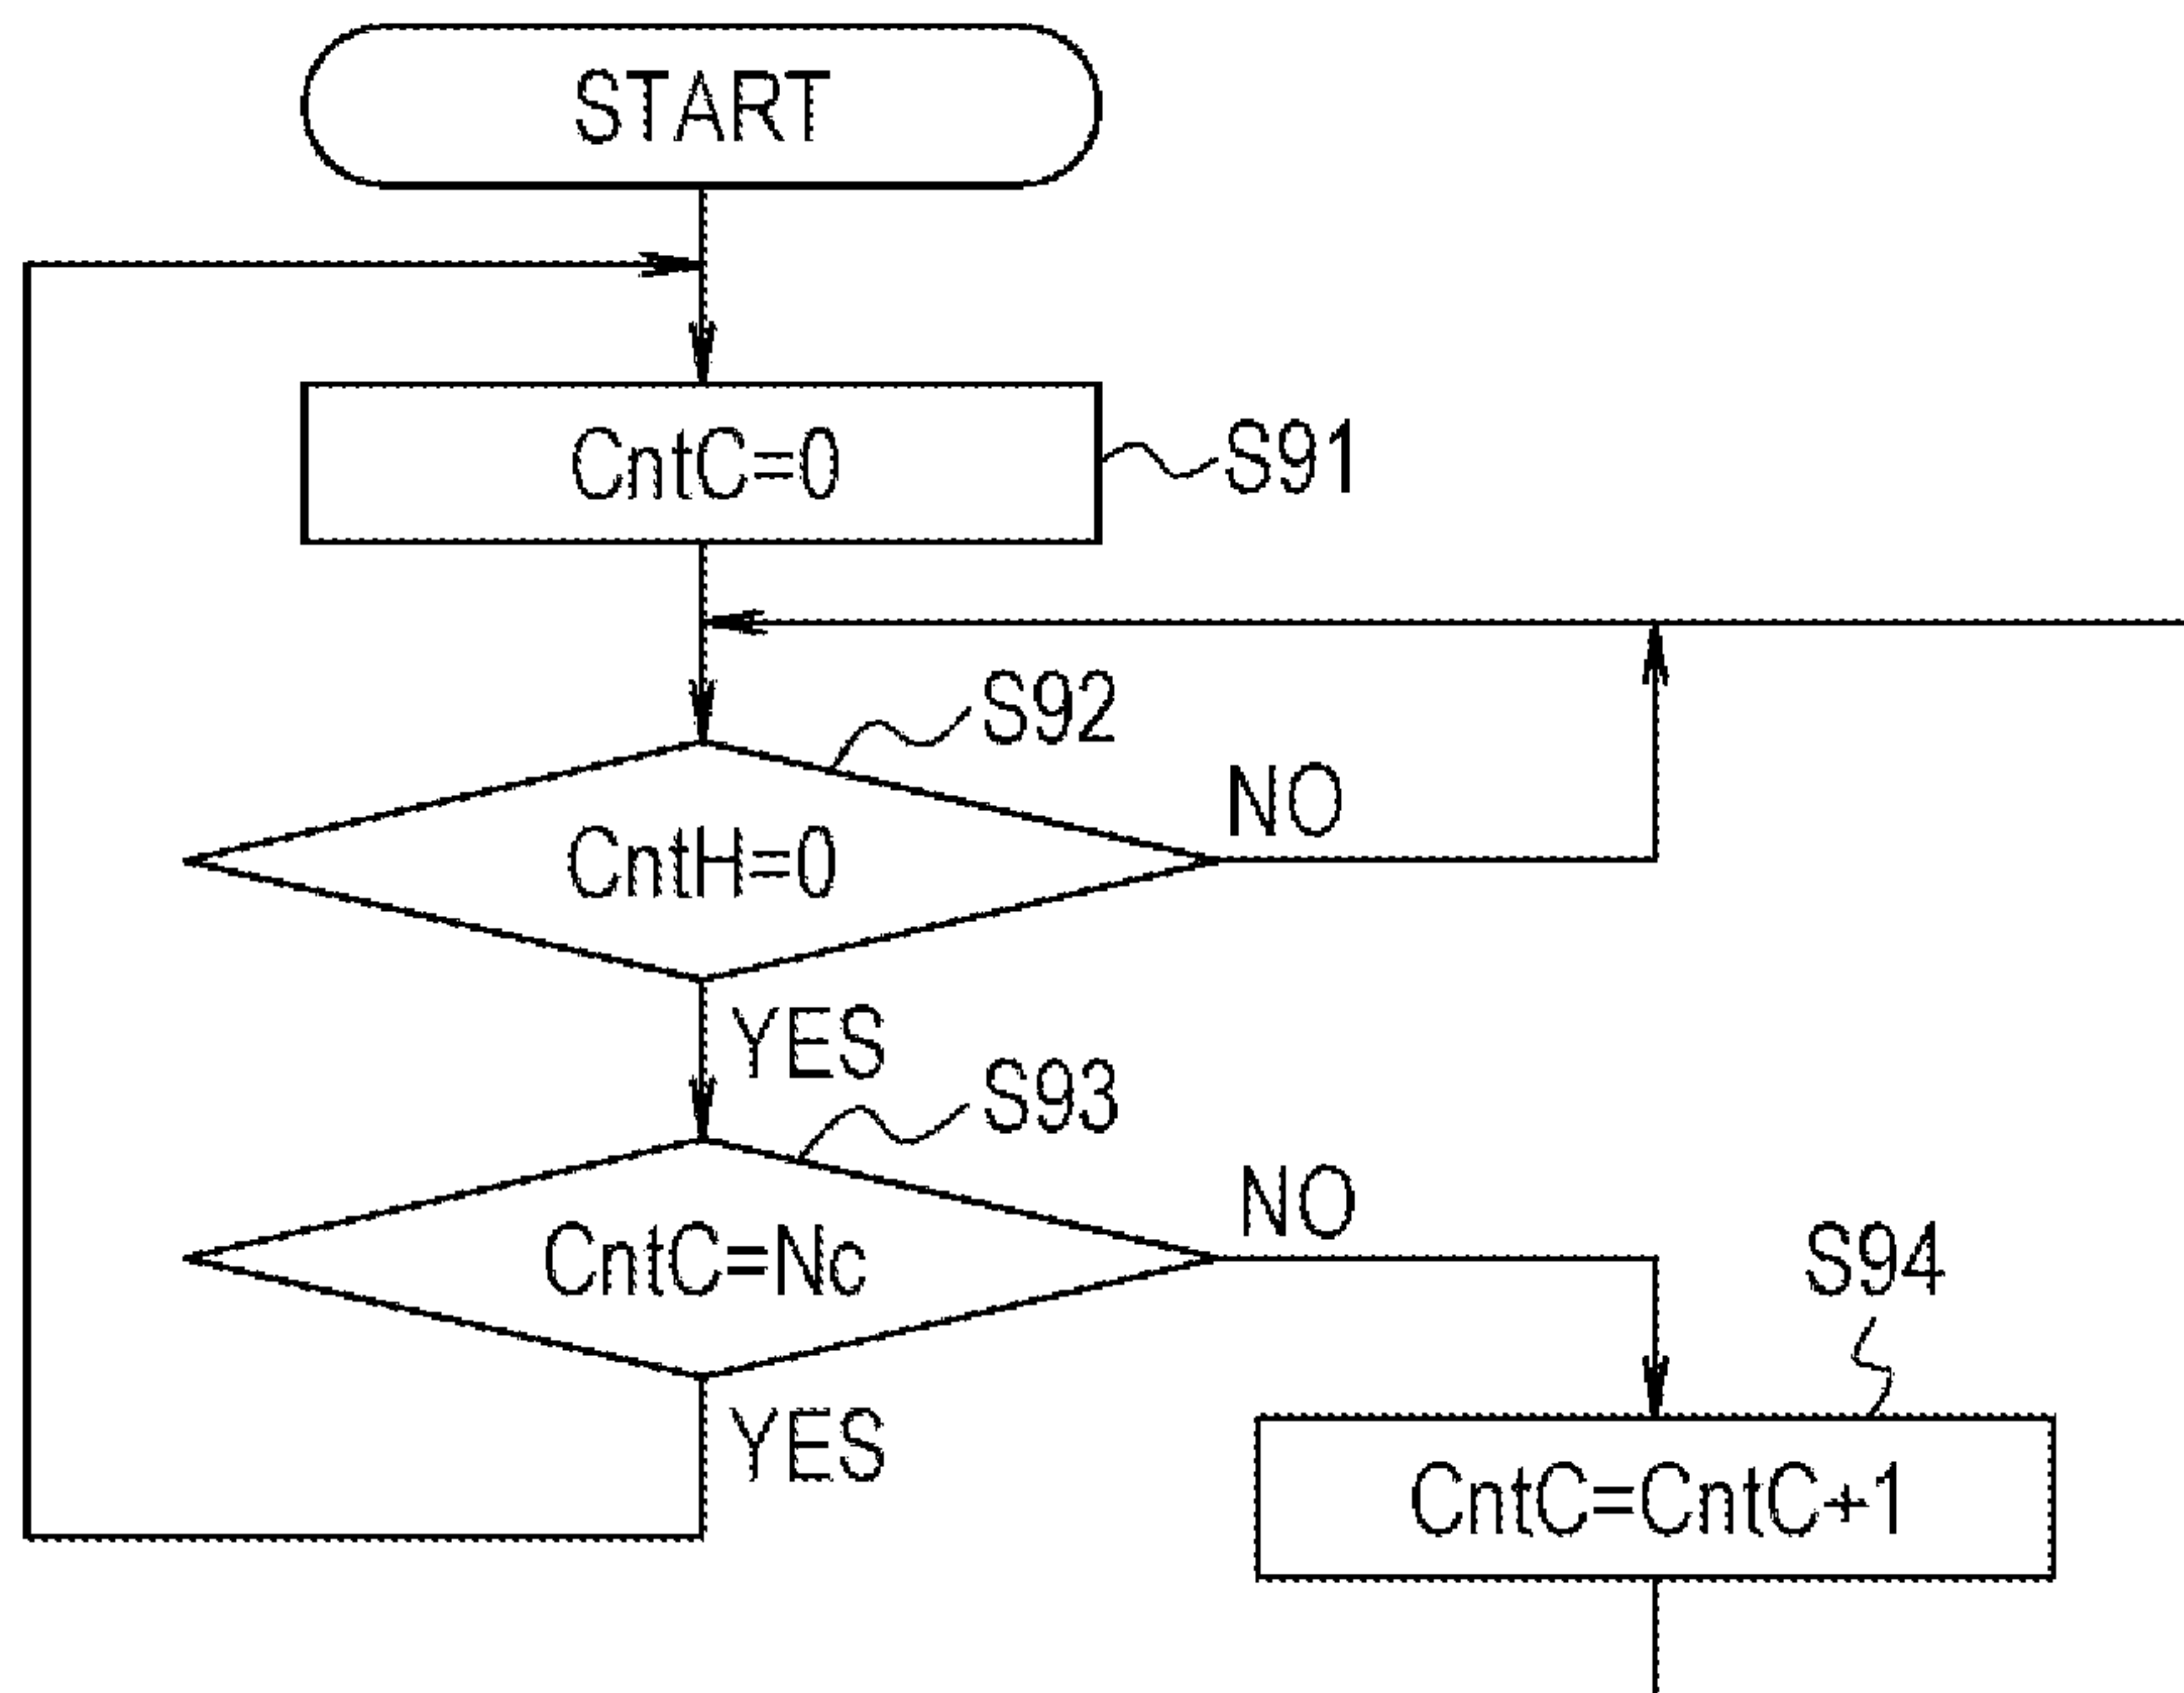 START
CntC=0
S91
S92
NO
CntH=0
YES
S93
NO
CntC=Nc
S94
YES
CntC=CntC+1